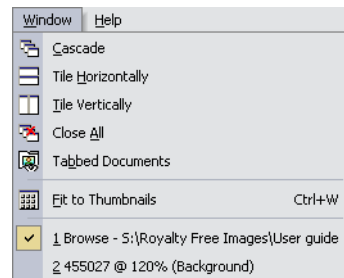 Window Help
Cascade
Tile Horizontally
Tile Vertically
Close All
Tabbed Documents
Fit to Thumbnails Ctrl+W
1 Browse - S:\Royalty Free Images\User guide
2 455027 @ 120% (Background)